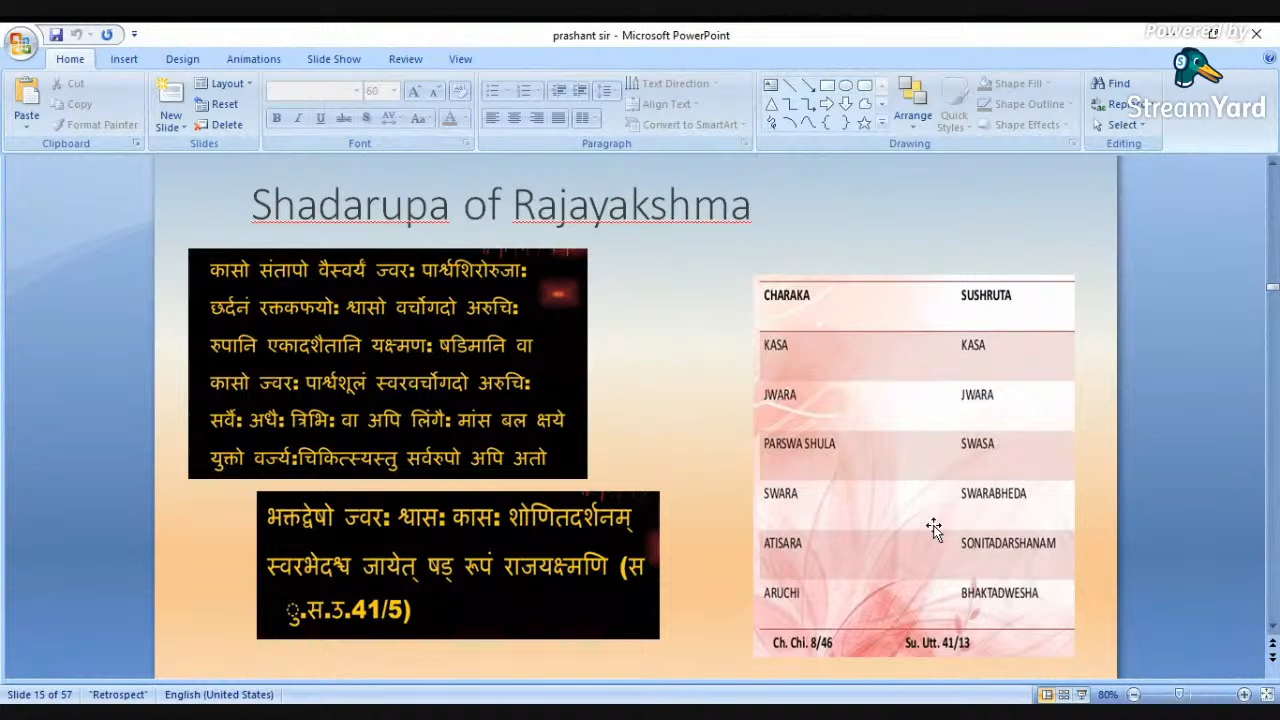 Powered by
prashant sir - Microsoft PowerPoint
StreamYard
Home Insert Design Design Animations Slide Show Review View
Cut
Copy
Format Painter
Paste
Clipboard
New
Slide
Layout
Reset
Delete
Slides
60
Font
Text Direction
Align Text
Convert to SmartArt
Paragraph
Arrange
Quick
Styles
Shape Fill
Shape Outline
Shape Effects
Drawing
Find
Select
Editing
Shadarupa of Rajayakshma
कासो संतापो वैस्वर्यं ज्वर: पार्श्वशिरोरुजा:
छर्दनं रक्तकफयो: श्वासो वर्चोगदो अरुचि:
रुपानि एकादशैतानि यक्ष्मण: षडिमानि वा
कासो ज्वर: पार्श्वशूलं स्वरवर्चोगदो अरुचि:
सर्वै: अधै: त्रिभि: वा अपि लिंगै: मांस बल क्षये
युक्तो वर्ज्य:चिकित्स्यस्तु सर्वरुपो अपि अतो
भक्तद्वेषो ज्वर: श्वास: कास: शोणितदर्शनम्
स्वरभेदश्च जायेत् षड् रूपं राजयक्ष्मणि (स
ु.स.उ.41/5)
CHARAKA SUSHRUTA
KASA KASA
JWARA JWARA
PARSWA SHULA SWASA
SWARA SWARABHEDA
ATISARA SONITADARSHANAM
ARUCHI BHAKTADWESHA
Ch. Chi. 8/46 Su. Utt. 41/13
Slide 15 of 57 "Retrospect" English (United States) 80%